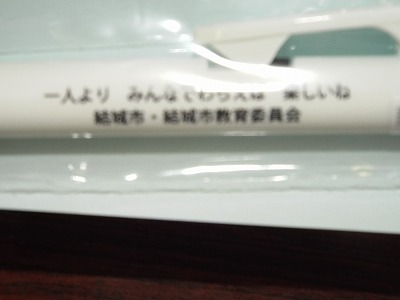 一人より みんなでわらえば 楽しいね
結城市・結城市教育委員会